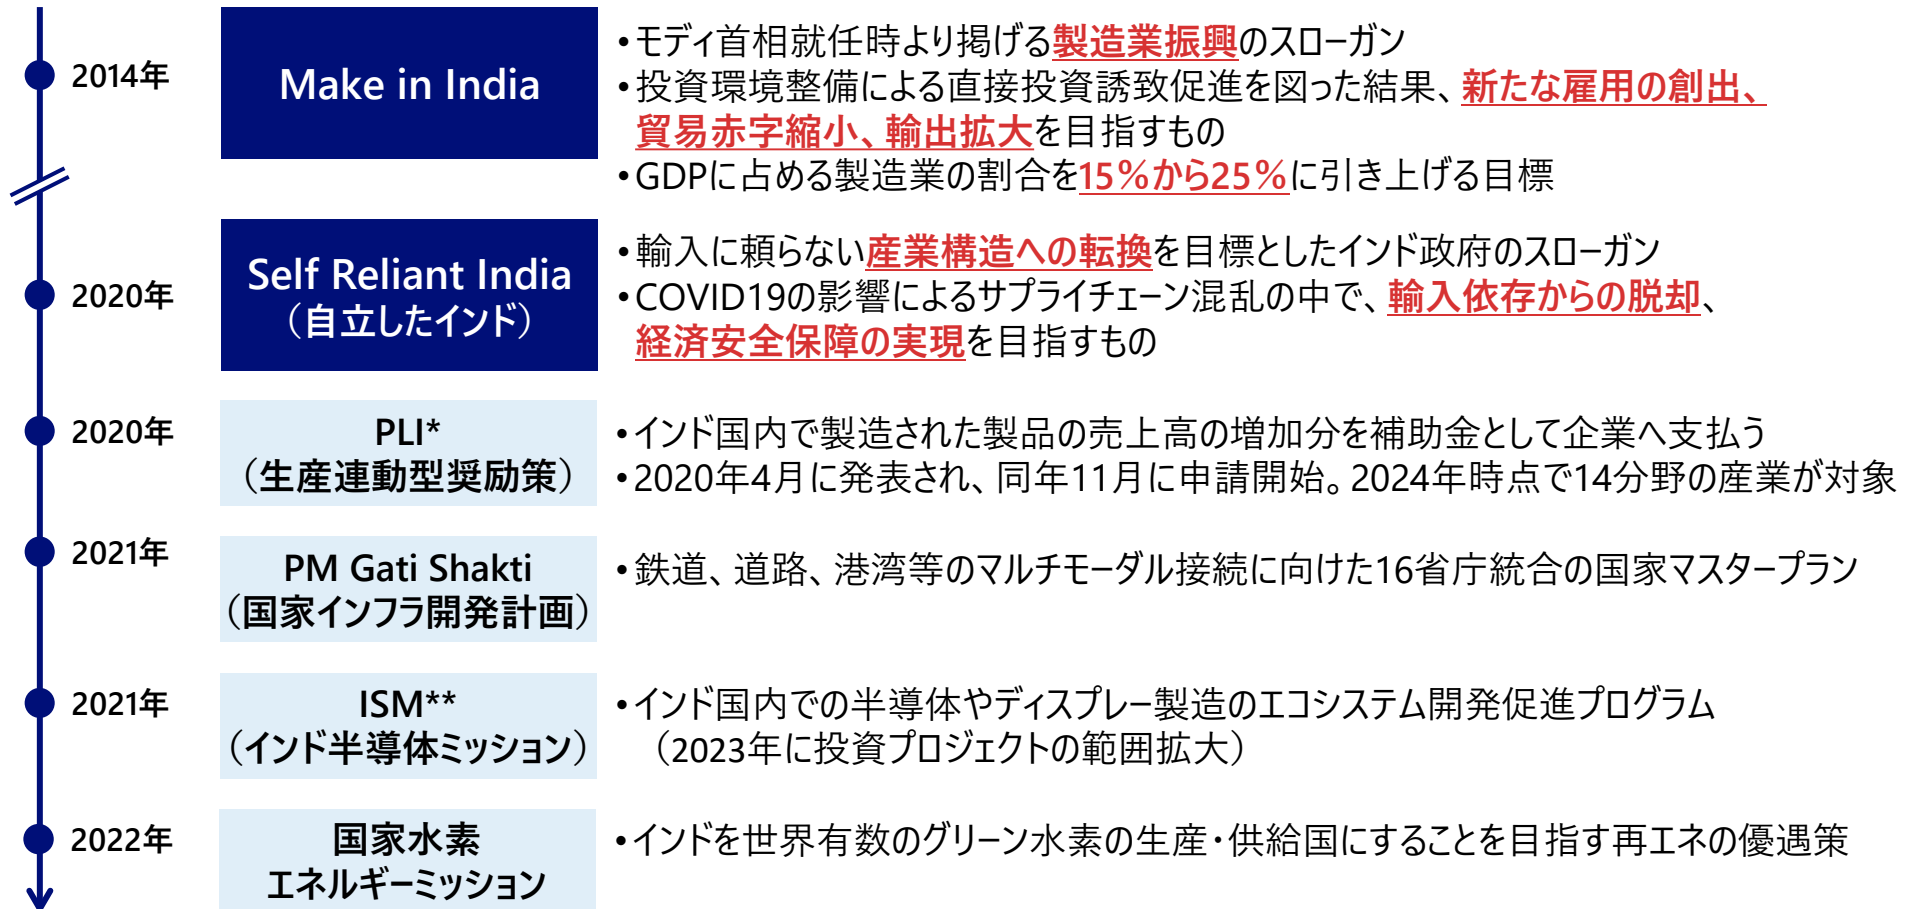 2014年
Make in India
•モディ首相就任時より掲げる製造業振興のスローガン
•投資環境整備による直接投資誘致促進を図った結果、新たな雇用の創出、
貿易赤字縮小、輸出拡大を目指すもの
•GDPに占める製造業の割合を15%から25%に引き上げる目標
2020年
Self Reliant India
（自立したインド）
•輸入に頼らない産業構造への転換を目標としたインド政府のスローガン
•COVID19の影響によるサプライチェーン混乱の中で、輸入依存からの脱却、
経済安全保障の実現を目指すもの
2020年
PLI*
（生産連動型奨励策）
•インド国内で製造された製品の売上高の増加分を補助金として企業へ支払う
•2020年4月に発表され、同年11月に申請開始。2024年時点で14分野の産業が対象
2021年
PM Gati Shakti
（国家インフラ開発計画）
•鉄道、道路、港湾等のマルチモーダル接続に向けた16省庁統合の国家マスタープラン
2021年
ISM**
（インド半導体ミッション）
•インド国内での半導体やディスプレー製造のエコシステム開発促進プログラム
（2023年に投資プロジェクトの範囲拡大）
2022年
国家水素
エネルギーミッション
•インドを世界有数のグリーン水素の生産・供給国にすることを目指す再エネの優遇策